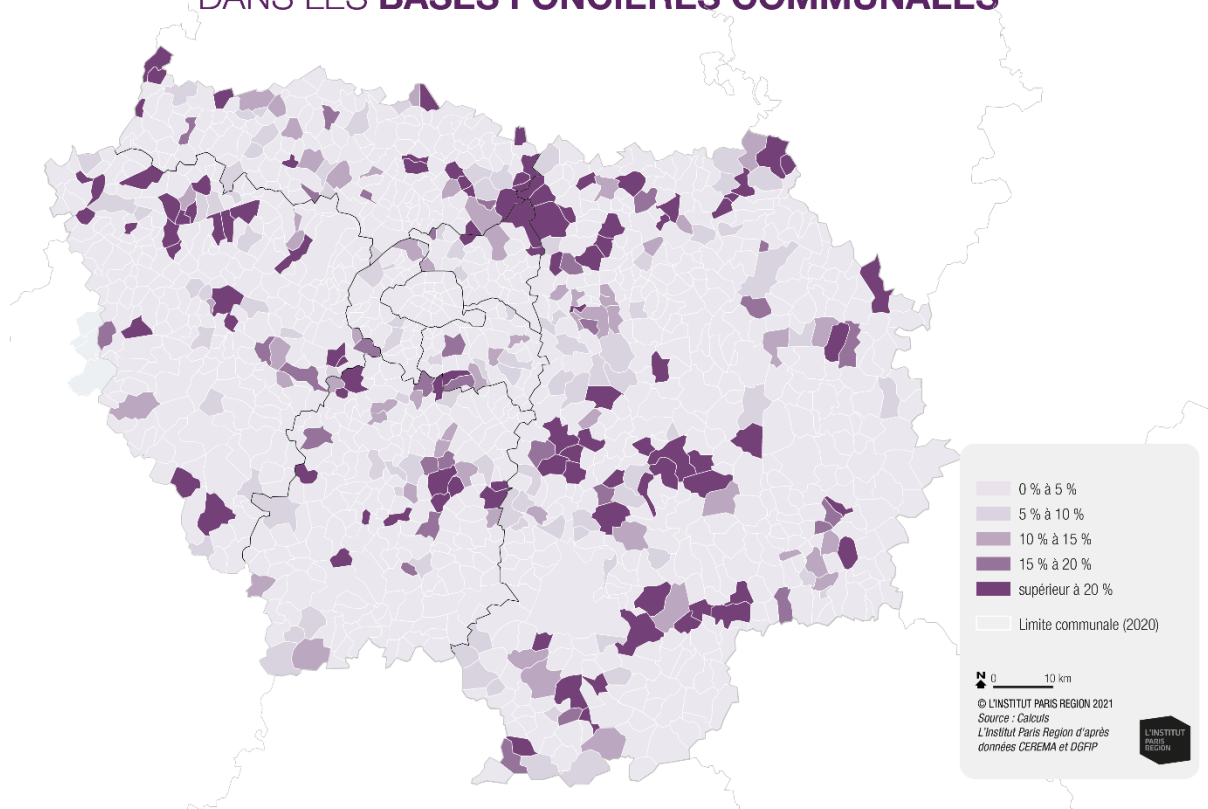 DANS LES BASES FONCIÈRES COMMUNALES
0 % à 5 %
5 % à 10 %
10 % à 15 %
15 % à 20 %
supérieur à 20 %
Limite communale (2020)
N 0 10 km
© L'INSTITUT PARIS REGION 2021
Source : Calculs
L'Institut Paris Region d'après
données CEREMA et DGFIP
L'INSTITUT
PARIS
REGION